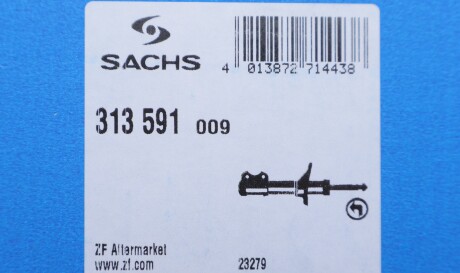 SACHS
4 013872 714438
313 591 009
ZF Aftermarket
www.zf.com
23279